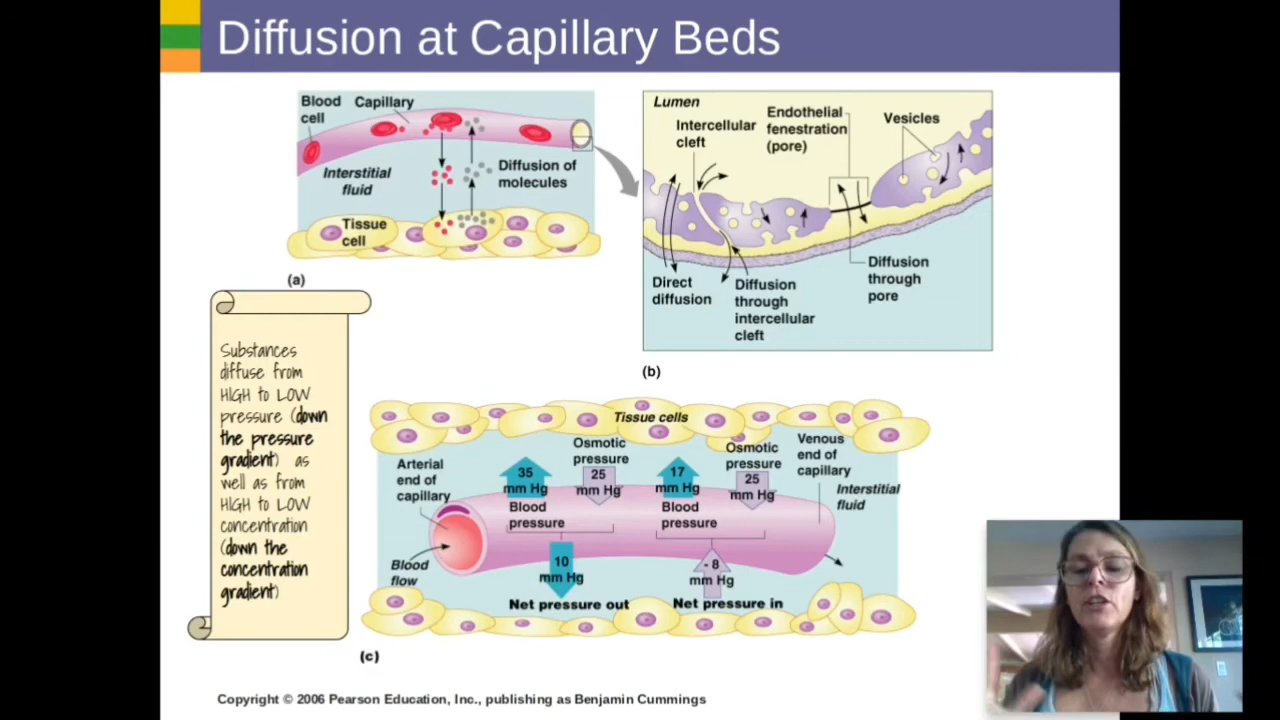 Diffusion at Capillary Beds
Blood
cell
Capillary
Interstitial
fluid
Diffusion of
molecules
Tissue
cell
(a)
Lumen
Intercellular
cleft
Endothelial
fenestration
(pore)
Vesicles
Direct
diffusion
Diffusion
through
intercellular
cleft
Diffusion
through
pore
(b)
Substances
diffuse from
HIGH to LOW
pressure (down
the pressure
gradient) as
well as from
HIGH to LOW
concentration
(down the
concentration
gradient)
Tissue cells
Arterial
end of
capillary
35
mm Hg
Blood
pressure
Osmotic
pressure
25
mm Hg
17
mm Hg
Blood
pressure
Osmotic
pressure
25
mm Hg
Venous
end of
capillary
Interstitial
fluid
Blood
flow
10
mm Hg
Net pressure out
-8
mm Hg
Net pressure in
(c)
Copyright © 2006 Pearson Education, Inc., publishing as Benjamin Cummings